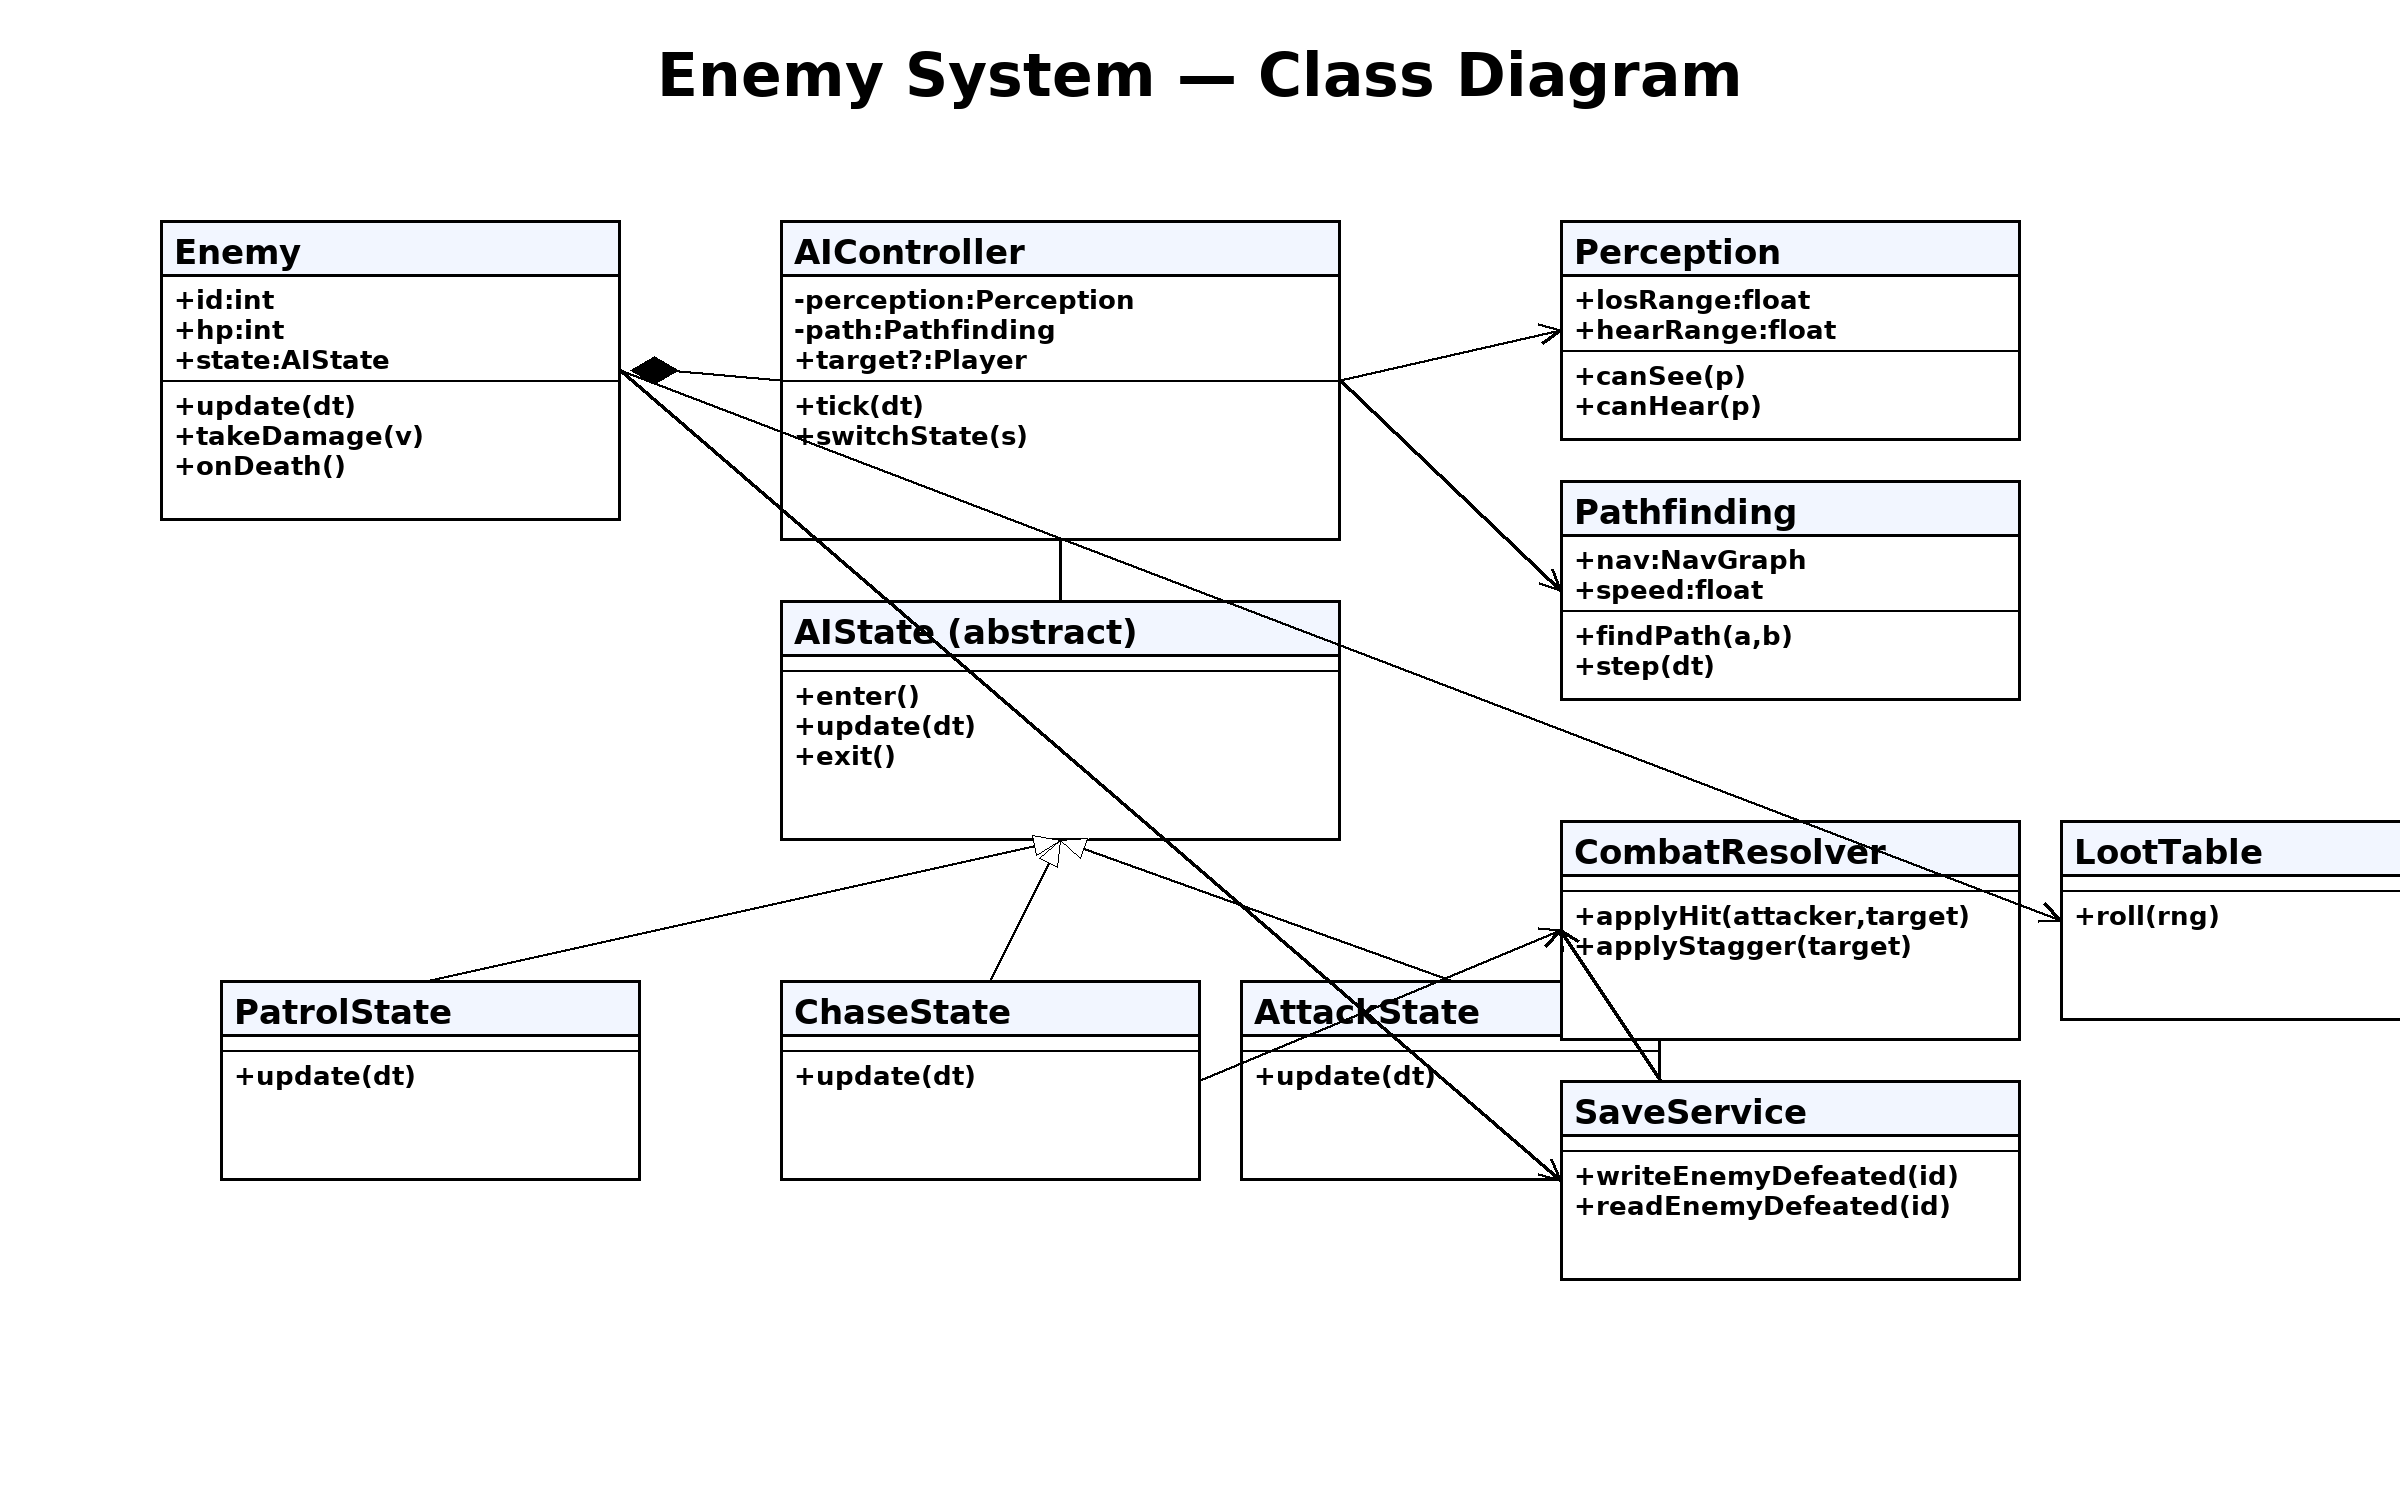 Enemy System — Class Diagram
Enemy
+id:int
+hp:int
+state:AIState
+update(dt)
+takeDamage(v)
+onDeath()
AIController
-perception:Perception
-path:Pathfinding
+target?:Player
+tick(dt)
+switchState(s)
Perception
+losRange:float
+hearRange:float
+canSee(p)
+canHear(p)
Pathfinding
+nav:NavGraph
+speed:float
+findPath(a,b)
+step(dt)
AIState (abstract)
+enter()
+update(dt)
+exit()
CombatResolver
+applyHit(attacker,target)
+applyStagger(target)
LootTable
+roll(rng)
PatrolState
+update(dt)
ChaseState
+update(dt)
AttackState
+update(dt)
SaveService
+writeEnemyDefeated(id)
+readEnemyDefeated(id)